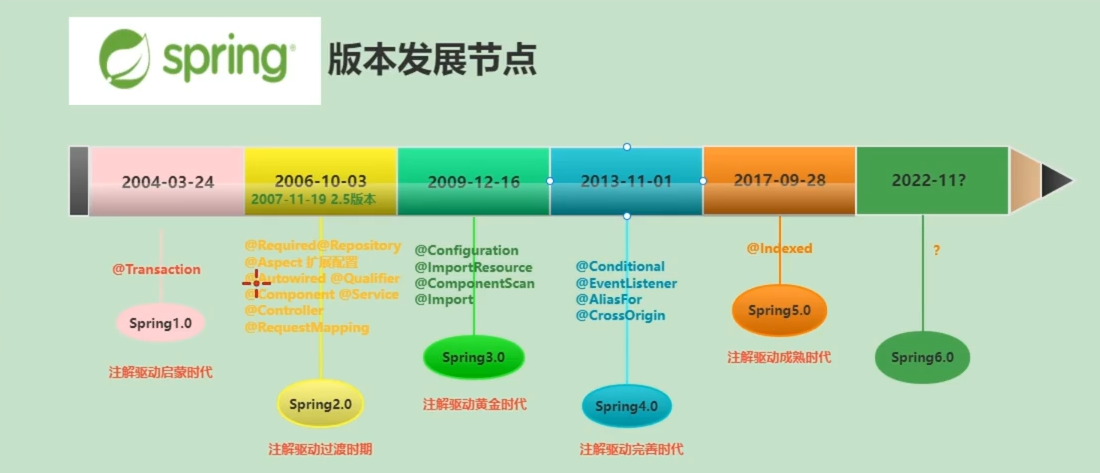 spring®
版本发展节点
2004-03-24
2006-10-03
2007-11-19 2.5版本
2009-12-16
2013-11-01
2017-09-28
2022-11?
@Transaction
Spring1.0
注解驱动启蒙时代
@Required@Repository
@Aspect 扩展配置
@Autowired @Qualifier
@Component @Service
@Controller
@RequestMapping
Spring2.0
注解驱动过渡时期
@Configuration
@ImportResource
@ComponentScan
@Import
Spring3.0
注解驱动黄金时代
@Conditional
@EventListener
@AliasFor
@CrossOrigin
Spring4.0
注解驱动完善时代
@Indexed
Spring5.0
注解驱动成熟时代
?
Spring6.0